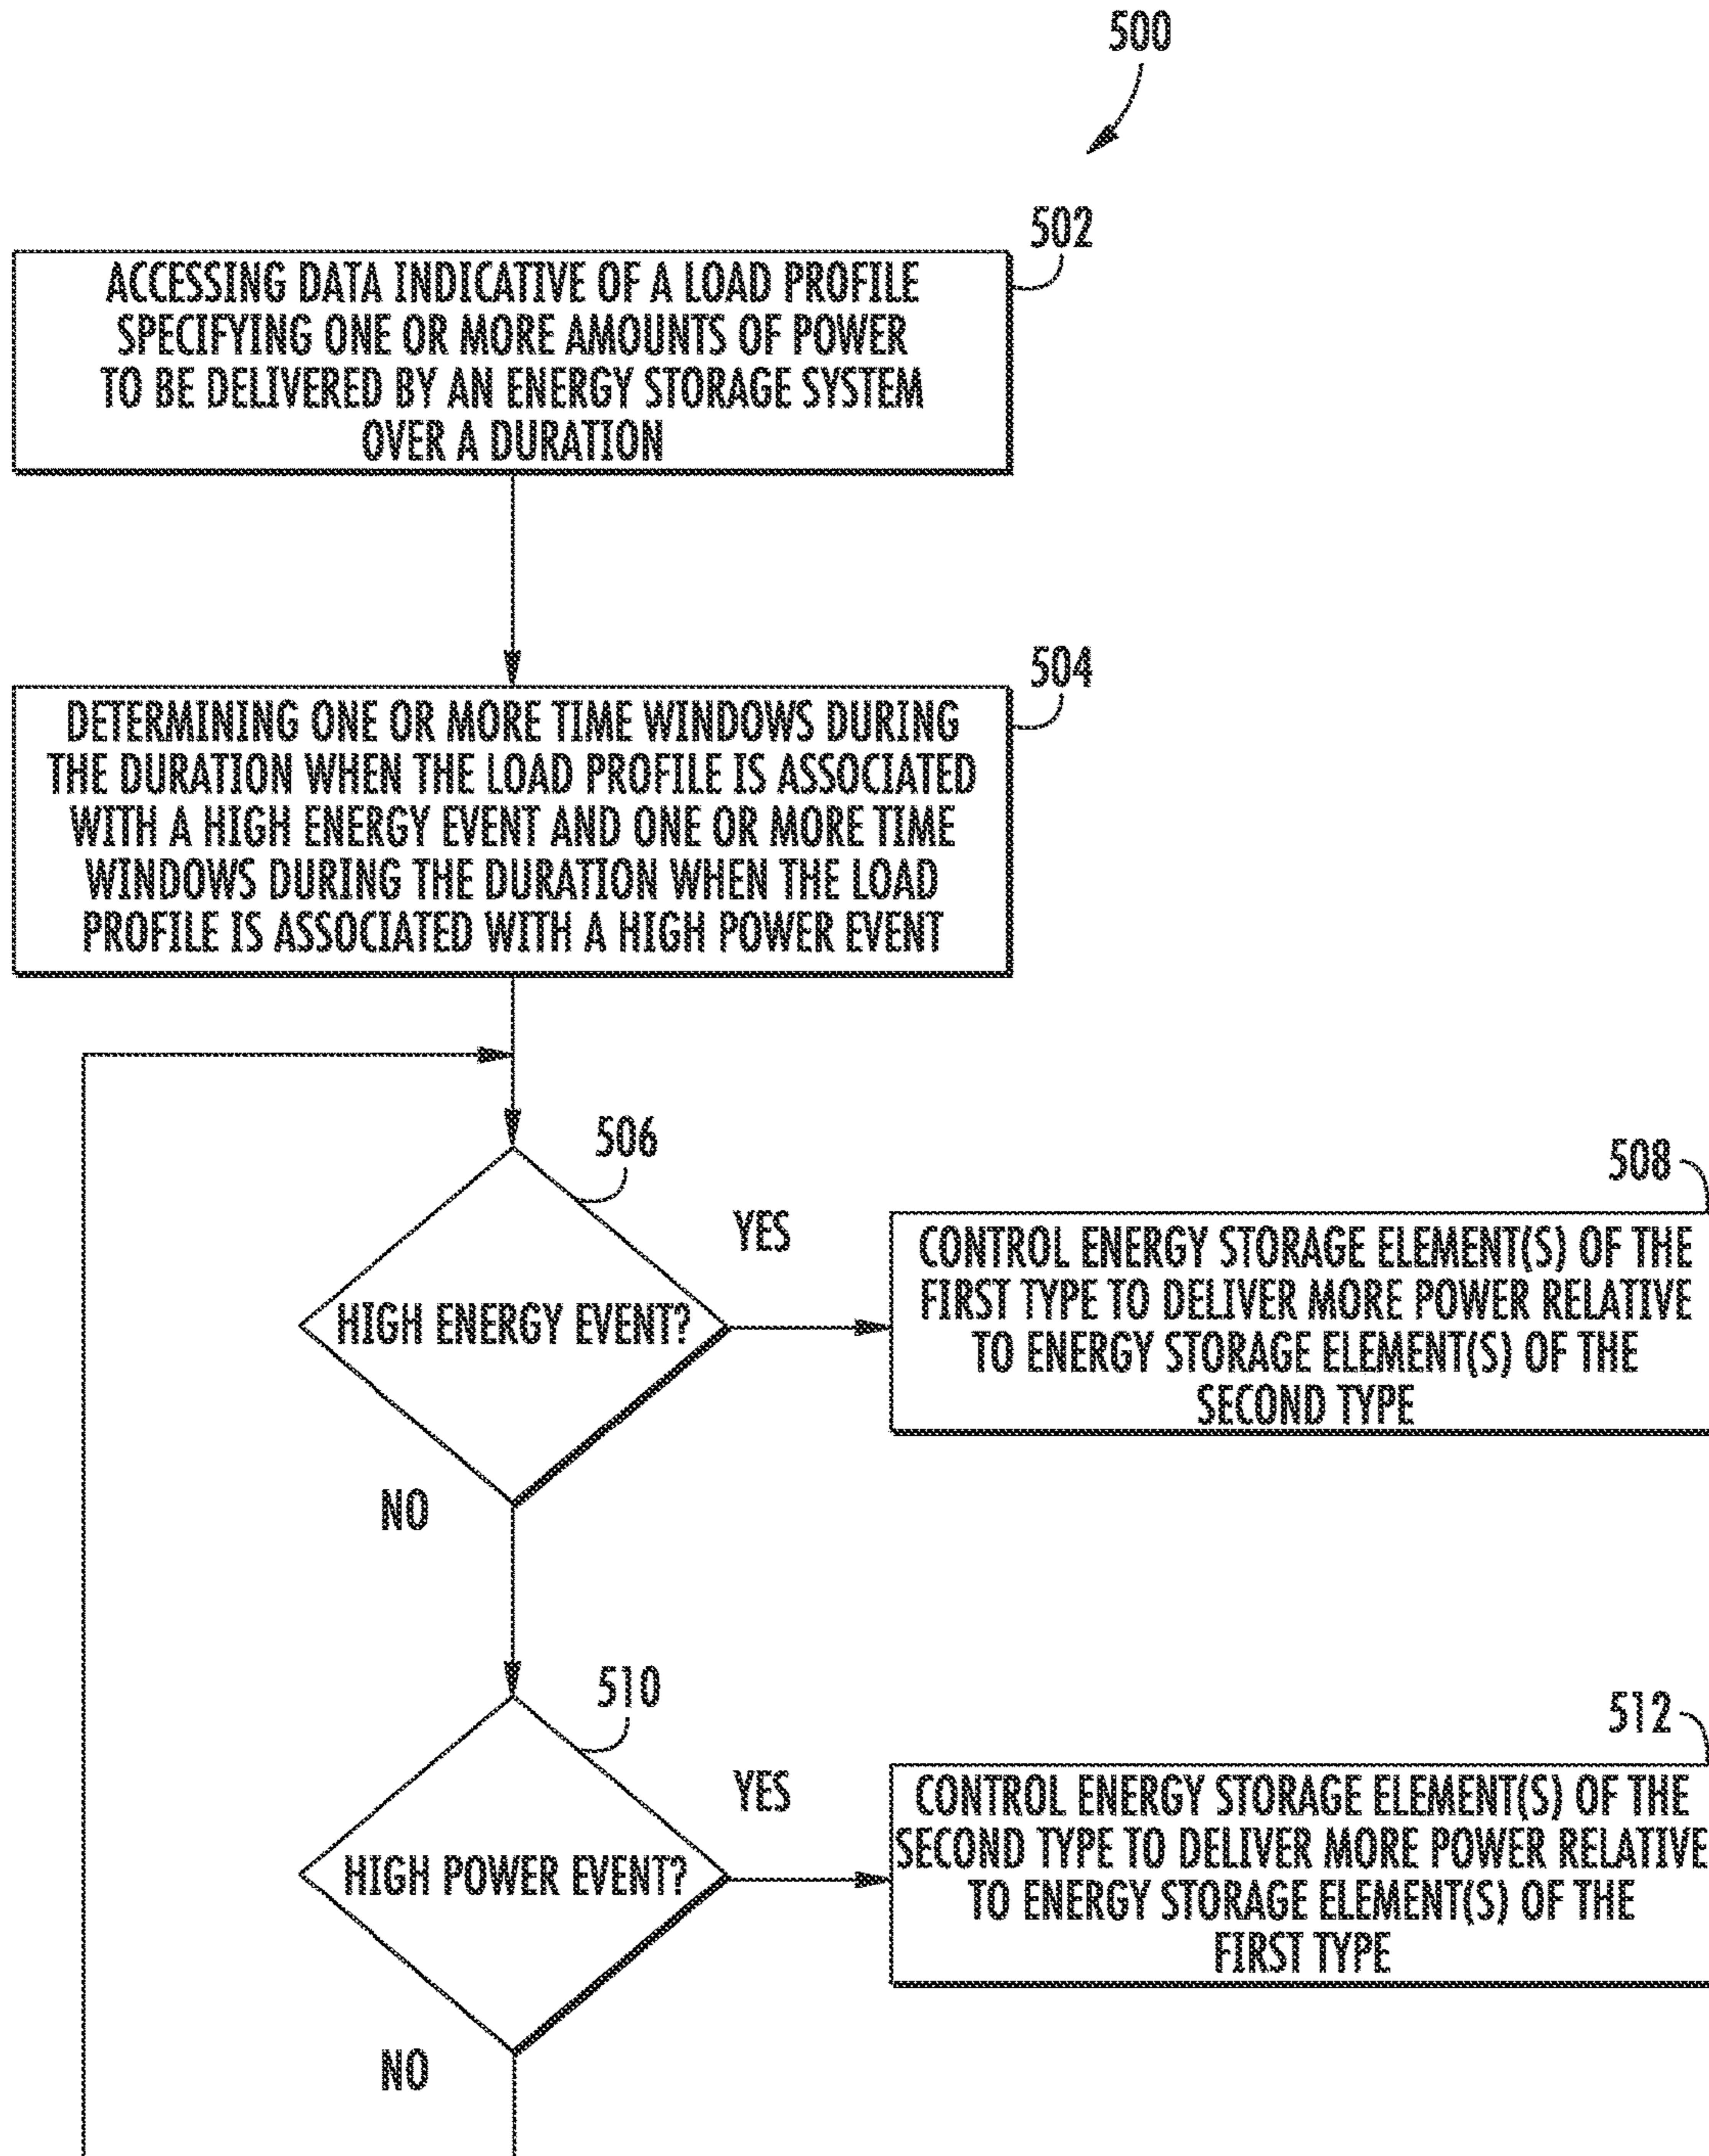 500
502
ACCESSING DATA INDICATIVE OF A LOAD PROFILE
SPECIFYING ONE OR MORE AMOUNTS OF POWER
TO BE DELIVERED BY AN ENERGY STORAGE SYSTEM
OVER A DURATION
504
DETERMINING ONE OR MORE TIME WINDOWS DURING
THE DURATION WHEN THE LOAD PROFILE IS ASSOCIATED
WITH A HIGH ENERGY EVENT AND ONE OR MORE TIME
WINDOWS DURING THE DURATION WHEN THE LOAD
PROFILE IS ASSOCIATED WITH A HIGH POWER EVENT
506
HIGH ENERGY EVENT?
YES
508
CONTROL ENERGY STORAGE ELEMENT(S) OF THE
FIRST TYPE TO DELIVER MORE POWER RELATIVE
TO ENERGY STORAGE ELEMENT(S) OF THE
SECOND TYPE
NO
510
HIGH POWER EVENT?
YES
512
CONTROL ENERGY STORAGE ELEMENT(S) OF THE
SECOND TYPE TO DELIVER MORE POWER RELATIVE
TO ENERGY STORAGE ELEMENT(S) OF THE
FIRST TYPE
NO